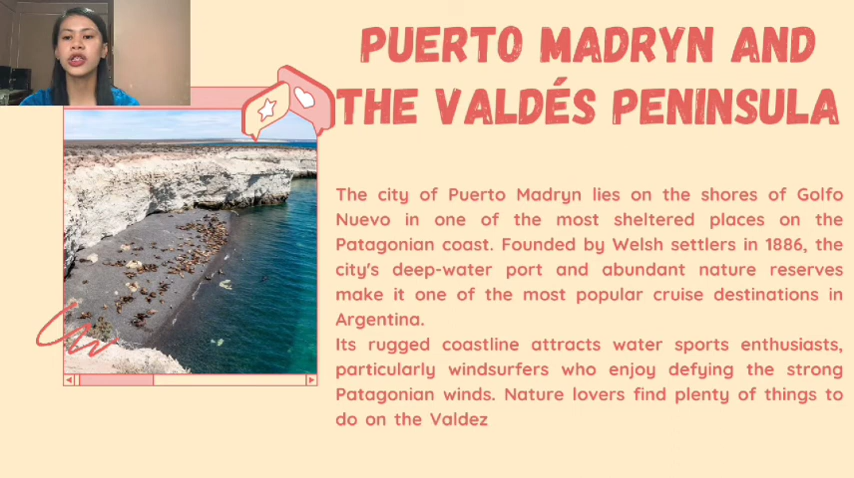 PUERTO MADRYN AND
THE VALDÉS PENINSULA
The city of Puerto Madryn lies on the shores of Golfo
Nuevo in one of the most sheltered places on the
Patagonian coast. Founded by Welsh settlers in 1886, the
city's deep-water port and abundant nature reserves
make it one of the most popular cruise destinations in
Argentina.
Its rugged coastline attracts water sports enthusiasts,
particularly windsurfers who enjoy defying the strong
Patagonian winds. Nature lovers find plenty of things to
do on the Valdez